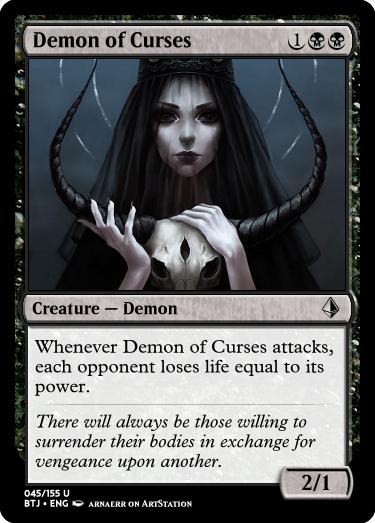 Demon of Curses 1
Creature — Demon
Whenever Demon of Curses attacks,
each opponent loses life equal to its
power.
There will always be those willing to
surrender their bodies in exchange for
vengeance upon another.
2/1
045/155 U
BTJ • ENG ARNAERR ON ARTSTATION